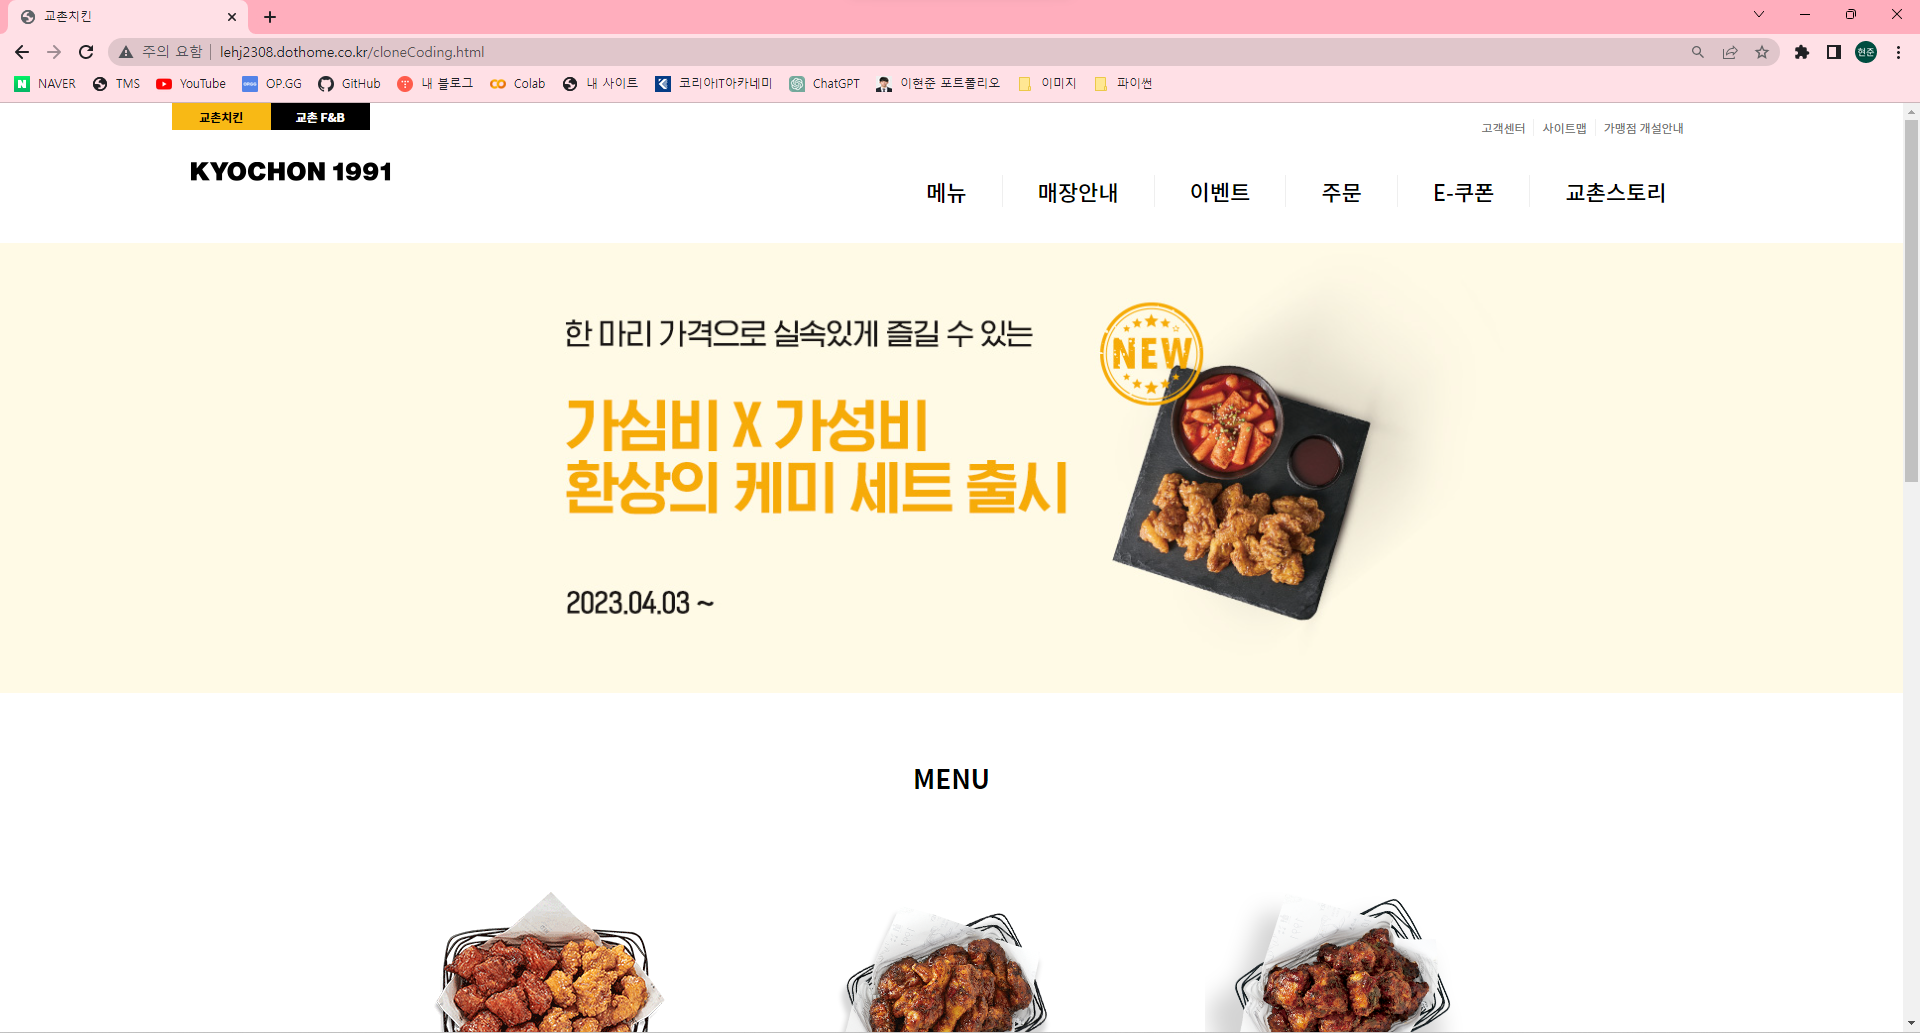 교촌치킨
주의 요함 | lehj2308.dothome.co.kr/cloneCoding.html
현준
NAVER TMS YouTube OP.GG GitHub 내 블로그 Colab 내 사이트 코리아IT아카네미 ChatGPT 이현준 포트폴리오 이미지 파이썬
교촌치킨 교촌 F&B
고객센터 사이트맵 가맹점 개설안내
KYOCHON 1991
메뉴 매장안내 이벤트 주문 E-쿠폰 교촌스토리
한 마리 가격으로 실속있게 즐길 수 있는
NEW
가심비 X 가성비
환상의 케미 세트 출시
2023.04.03 ~
MENU